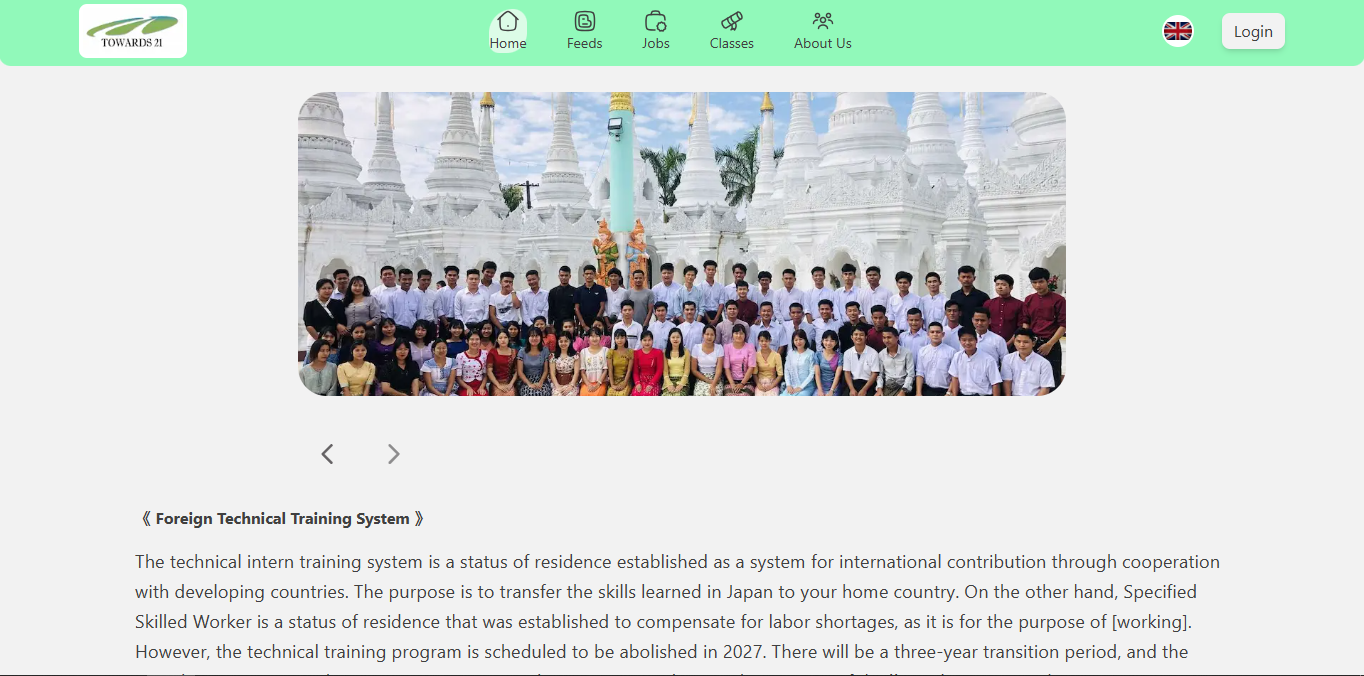 TOWARDS 21
Home
Feeds
Jobs
Classes
About Us
Login
《 Foreign Technical Training System 》
The technical intern training system is a status of residence established as a system for international contribution through cooperation
with developing countries. The purpose is to transfer the skills learned in Japan to your home country. On the other hand, Specified
Skilled Worker is a status of residence that was established to compensate for labor shortages, as it is for the purpose of [working].
However, the technical training program is scheduled to be abolished in 2027. There will be a three-year transition period, and the